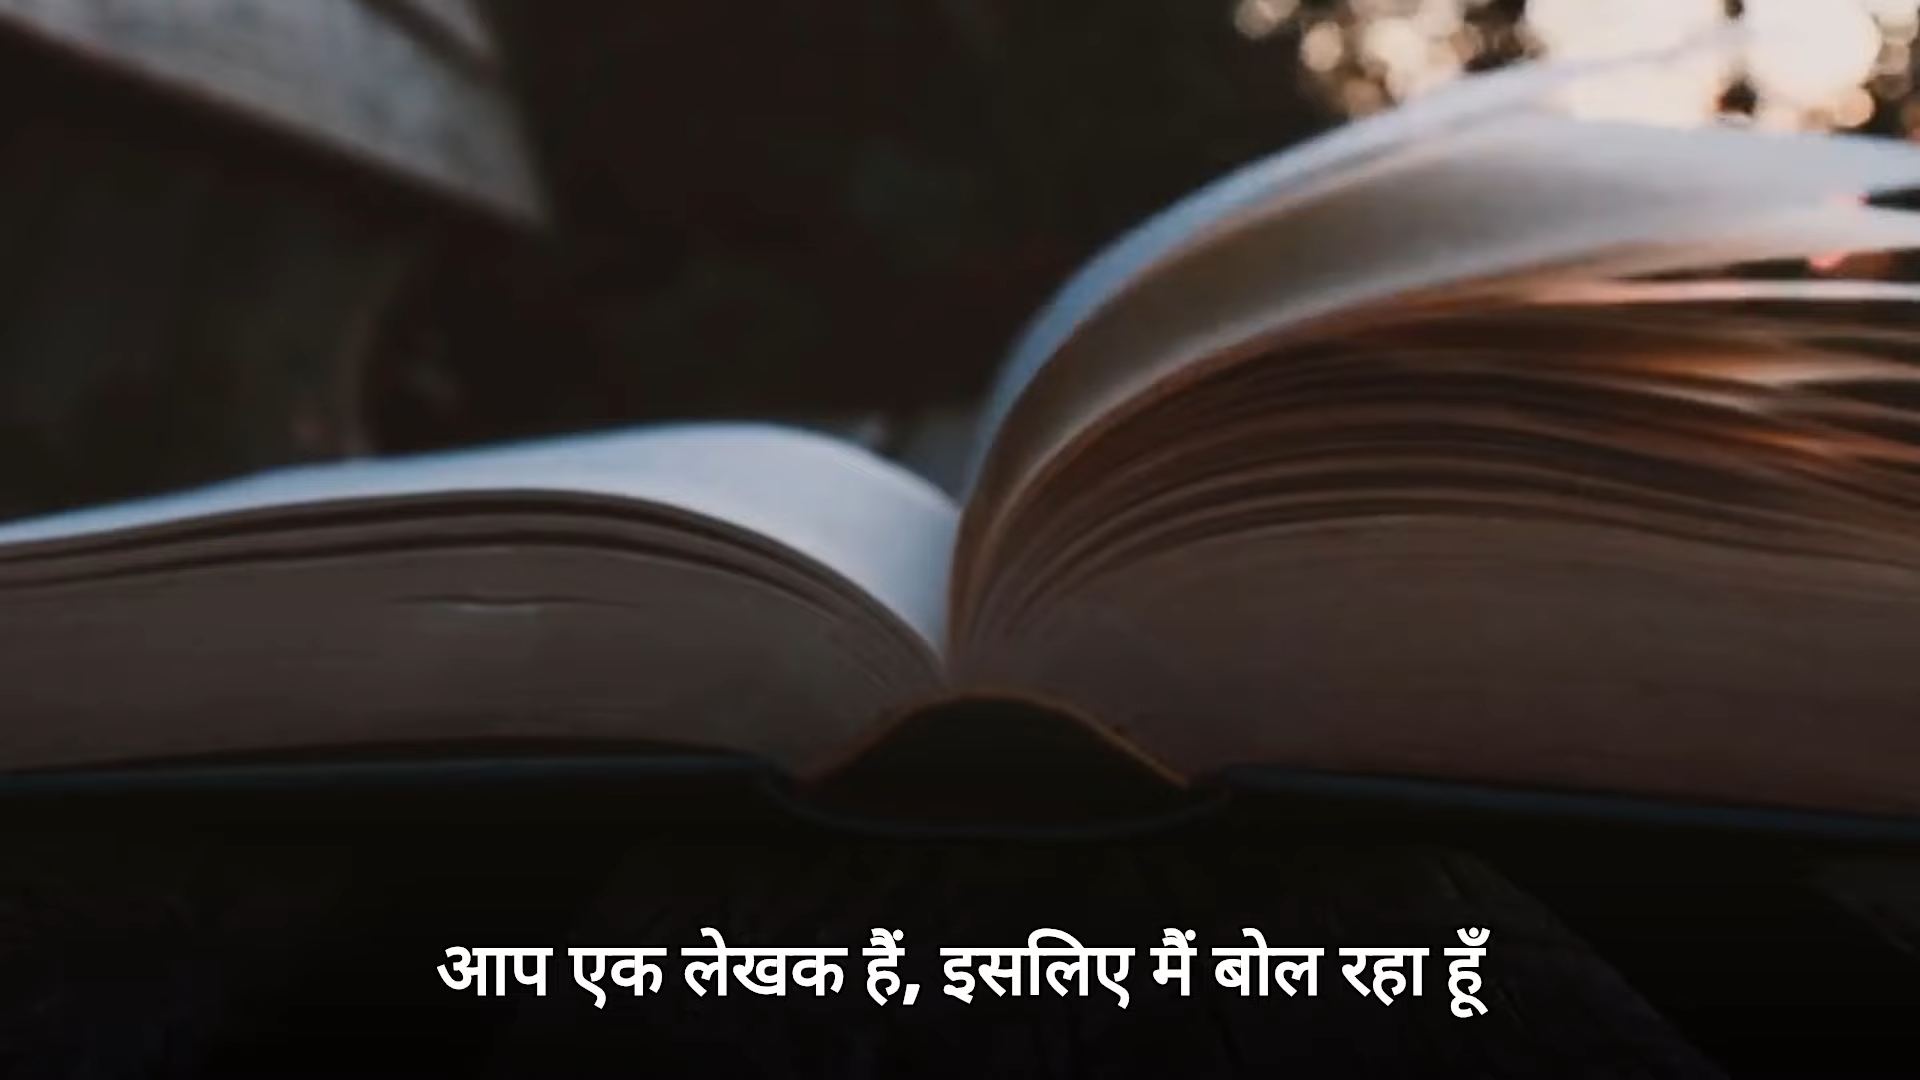 आप एक लेखक हैं, इसलिए मैं बोल रहा हूँ